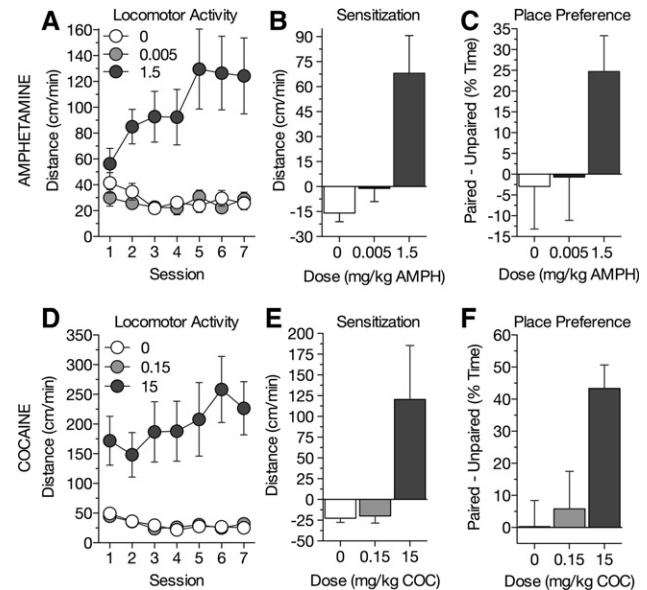 A Locomotor Activity
B Sensitization
C Place Preference
AMPHETAMINE
Distance (cm/min)
160
140
120
100
80
60
40
20
0
0
0.005
1.5
1 2 3 4 5 6 7
Session
Distance (cm/min)
90
75
60
45
30
15
0
-15
-30
0 0.005 1.5
Dose (mg/kg AMPH)
Paired - Unpaired (% Time)
35
30
25
20
15
10
5
0
-5
-10
-15
0 0.005 1.5
Dose (mg/kg AMPH)
D Locomotor Activity
E Sensitization
F Place Preference
COCAINE
Distance (cm/min)
350
300
250
200
150
100
50
0
0
0.15
15
1 2 3 4 5 6 7
Session
Distance (cm/min)
200
175
150
125
100
75
50
25
0
-25
-50
0 0.15 15
Dose (mg/kg COC)
Paired - Unpaired (% Time)
60
50
40
30
20
10
0
0 0.15 15
Dose (mg/kg COC)